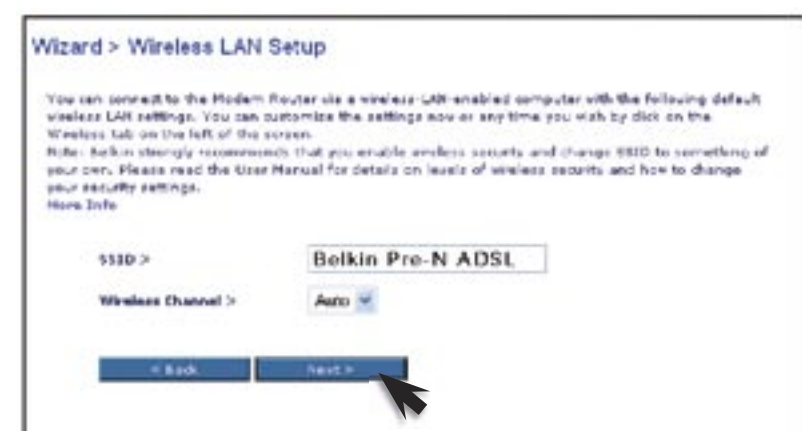 Wizard > Wireless LAN Setup
You can connect to the Modem Router via a wireless-LAN-enabled computer with the following default
wireless LAN settings. You can customize the settings now or any time you wish by click on the
Wireless tab on the left of the screen.
Note: Belkin strongly recommends that you enable wireless security and change SSID to something of
your own. Please read the User Manual for details on levels of wireless security and how to change
your security settings.
More Info
SSID >
Belkin Pre-N ADSL
Wireless Channel >
Auto
< Back
Next >